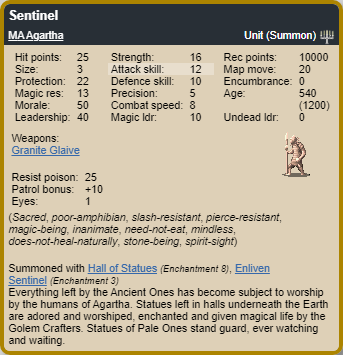 Sentinel
MA Agartha Unit (Summon)
Hit points: 25 Strength: 16 Rec points: 10000
Size: 3 Attack skill: 12 Map move: 20
Protection: 22 Defence skill: 10 Encumbrance: 0
Magic res: 13 Precision: 5 Age: 540
Morale: 50 Combat speed: 8 (1200)
Leadership: 40 Magic ldr: 10 Undead ldr: 0
Weapons:
Granite Glaive
Resist poison: 25
Patrol bonus: +10
Eyes: 1
(Sacred, poor-amphibian, slash-resistant, pierce-resistant,
magic-being, inanimate, need-not-eat, mindless,
does-not-heal-naturally, stone-being, spirit-sight)
Summoned with Hall of Statues (Enchantment 8), Enliven
Sentinel (Enchantment 3)
Everything left by the Ancient Ones has become subject to worship
by the humans of Agartha. Statues left in halls underneath the Earth
are adored and worshiped, enchanted and given magical life by the
Golem Crafters. Statues of Pale Ones stand guard, ever watching
and waiting.